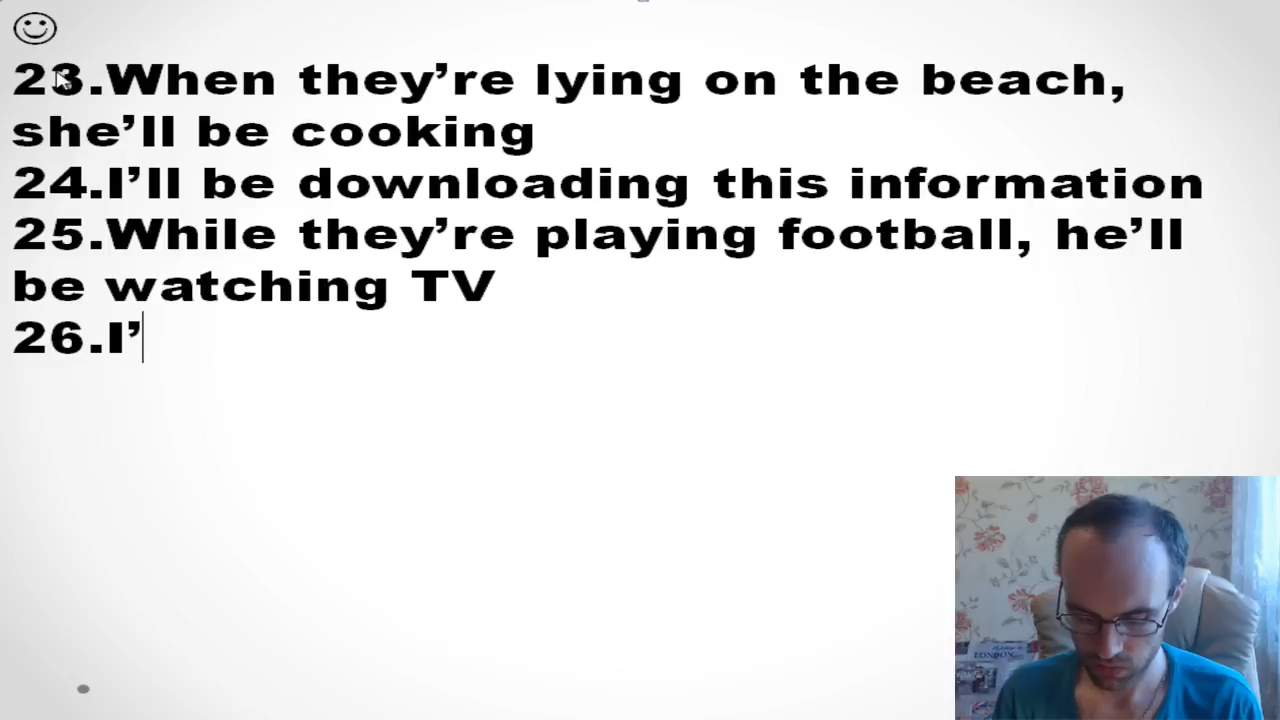 23.When they’re lying on the beach,
she’ll be cooking
24.I’ll be downloading this information
25.While they’re playing football, he’ll
be watching TV
26.I’
LONDON